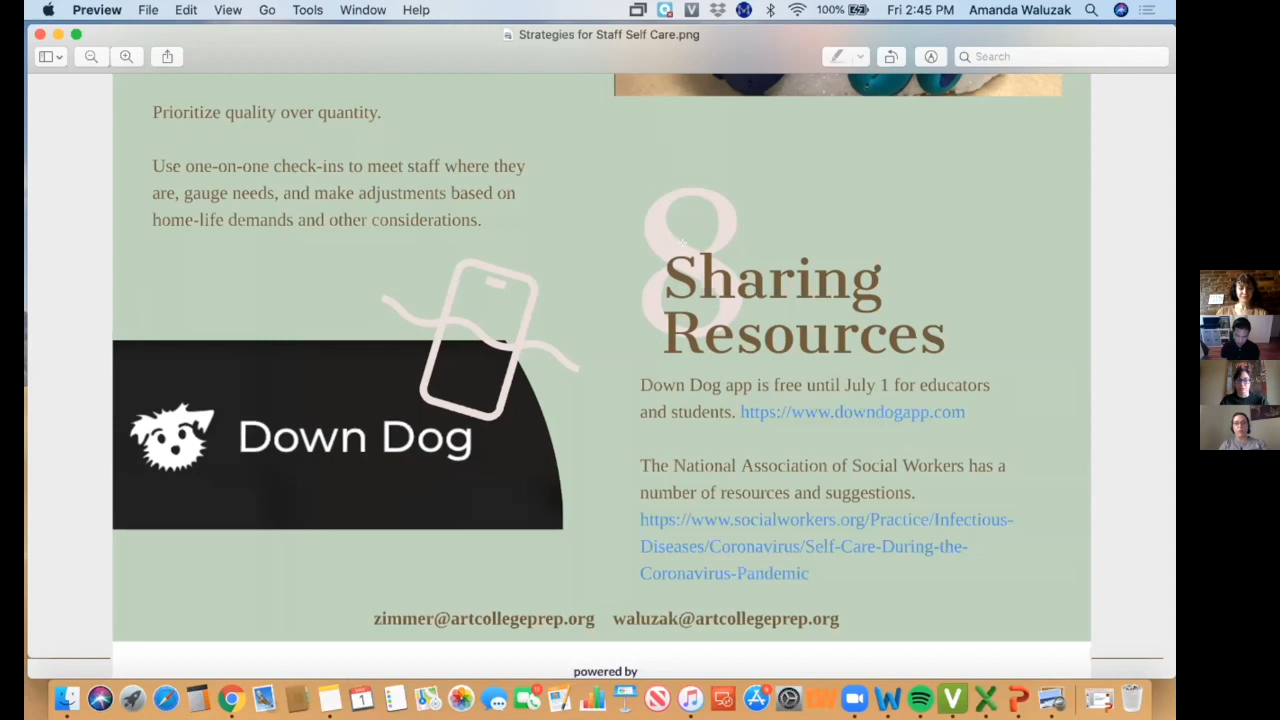 Preview File Edit View Go Tools Window Help 100% Fri 2:45 PM Amanda Waluzak
Strategies for Staff Self Care.png
Search
Prioritize quality over quantity.
Use one-on-one check-ins to meet staff where they
are, gauge needs, and make adjustments based on
home-life demands and other considerations.
Down Dog
8
Sharing
Resources
Down Dog app is free until July 1 for educators
and students. https://www.downdogapp.com
The National Association of Social Workers has a
number of resources and suggestions.
https://www.socialworkers.org/Practice/Infectious-
Diseases/Coronavirus/Self-Care-During-the-
Coronavirus-Pandemic
zimmer@artcollegeprep.org waluzak@artcollegeprep.org
powered by